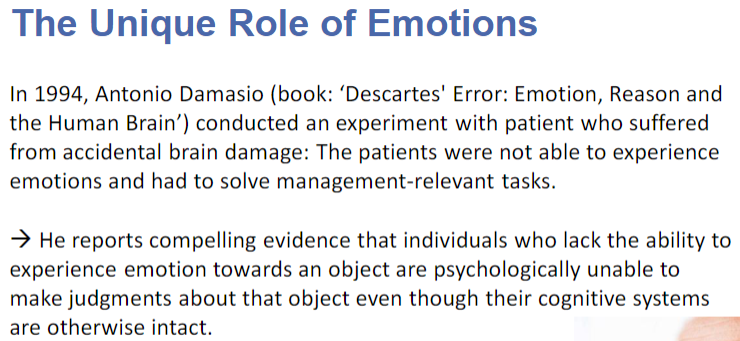 The Unique Role of Emotions
In 1994, Antonio Damasio (book: ‘Descartes' Error: Emotion, Reason and
the Human Brain’) conducted an experiment with patient who suffered
from accidental brain damage: The patients were not able to experience
emotions and had to solve management-relevant tasks.
→ He reports compelling evidence that individuals who lack the ability to
experience emotion towards an object are psychologically unable to
make judgments about that object even though their cognitive systems
are otherwise intact.